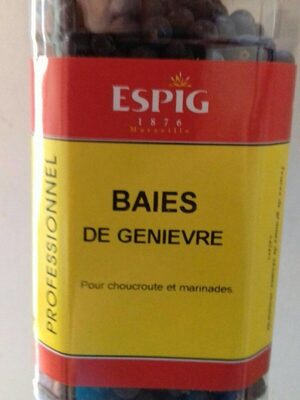 ESPIG
1876
Marseille
PROFESSIONNEL
BAIES
DE GENIEVRE
Pour choucroute et marinades.